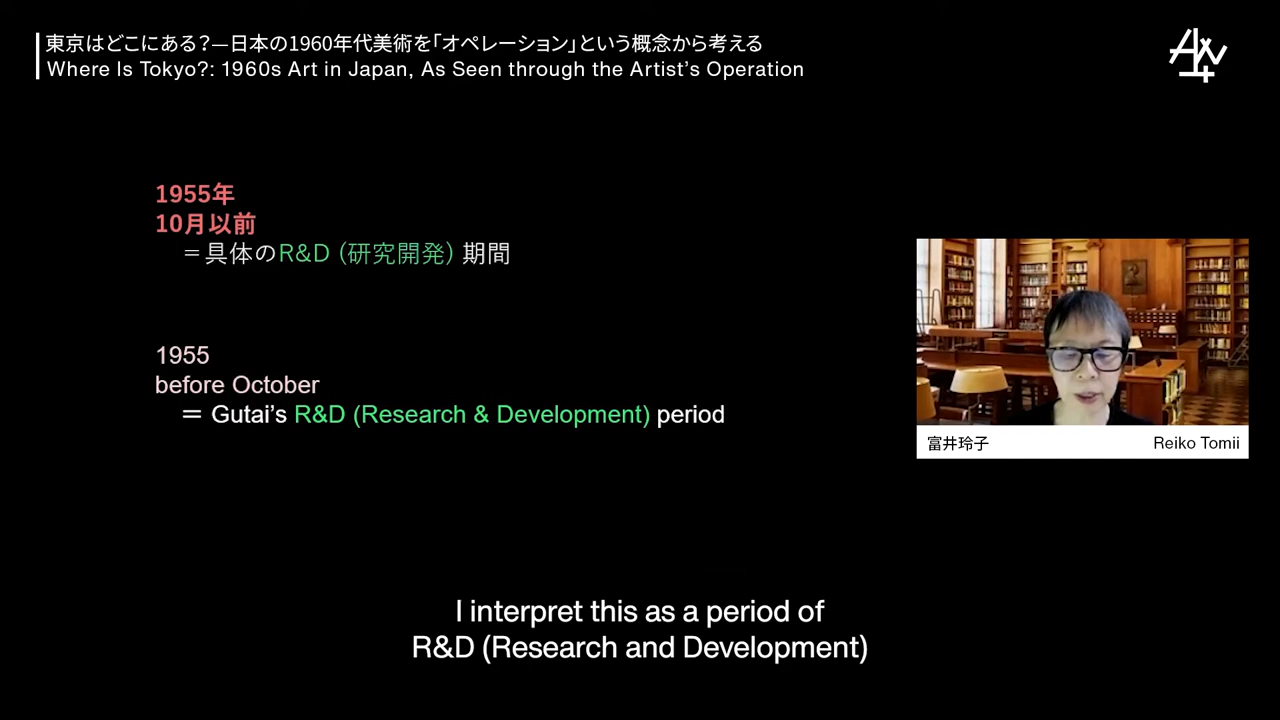 東京はどこにある？—日本の1960年代美術を「オペレーション」という概念から考える
Where Is Tokyo?: 1960s Art in Japan, As Seen through the Artist's Operation
1955年
10月以前
＝具体のR&D（研究開発）期間
1955
before October
＝ Gutai's R&D (Research & Development) period
富井玲子 Reiko Tomii
I interpret this as a period of
R&D (Research and Development)